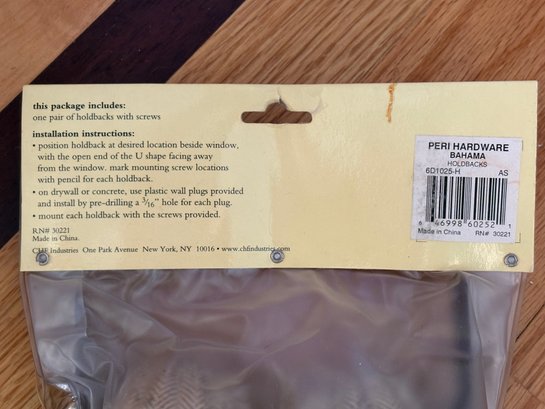 this package includes:
one pair of holdbacks with screws
installation instructions:
• position holdback at desired location beside window,
with the open end of the U shape facing away
from the window. mark mounting screw locations
with pencil for each holdback.
• on drywall or concrete, use plastic wall plugs provided
and install by pre-drilling a 3/16" hole for each plug.
• mount each holdback with the screws provided.
RN# 30221
Made in China.
CHF Industries One Park Avenue New York, NY 10016 • www.chfindustries.com
PERI HARDWARE
BAHAMA
HOLDBACKS
6D1025-H AS
6 46998 60252 1
Made in China RN# 30221